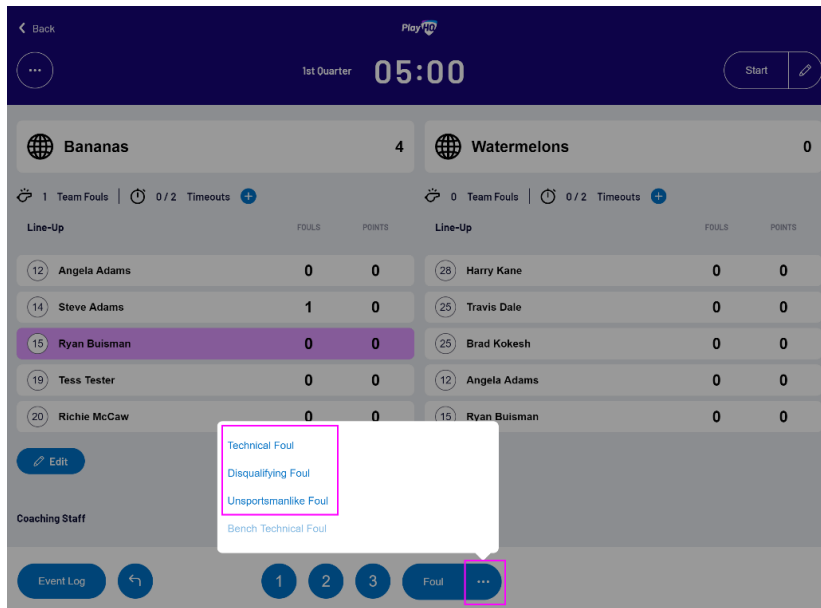 Back
PlayHQ
...
1st Quarter 05:00
Start
Bananas 4
Watermelons 0
1 Team Fouls | 0 / 2 Timeouts +
0 Team Fouls | 0 / 2 Timeouts +
Line-Up FOULS POINTS
Line-Up FOULS POINTS
12 Angela Adams 0 0
28 Harry Kane 0 0
14 Steve Adams 1 0
25 Travis Dale 0 0
15 Ryan Buisman 0 0
25 Brad Kokesh 0 0
19 Tess Tester 0 0
12 Angela Adams 0 0
20 Richie McCaw 0 0
15 Ryan Buisman 0 0
Technical Foul
Disqualifying Foul
Unsportsmanlike Foul
Bench Technical Foul
Edit
Coaching Staff
Event Log
1 2 3 Foul ...